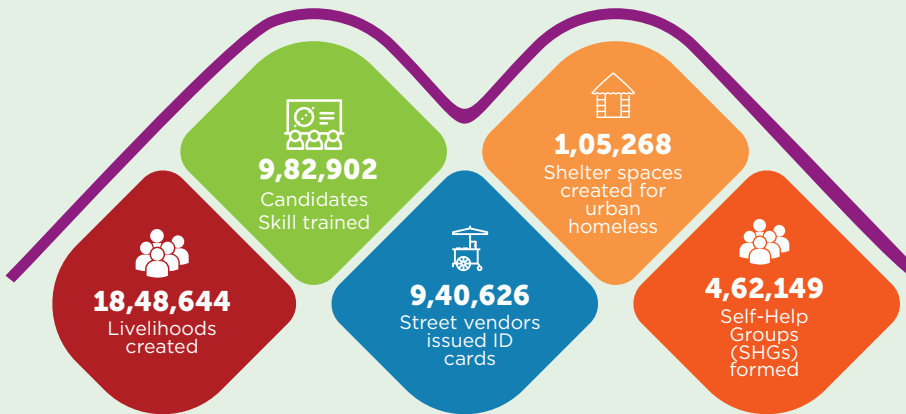 18,48,644
Livelihoods
created
9,82,902
Candidates
Skill trained
9,40,626
Street vendors
issued ID
cards
1,05,268
Shelter spaces
created for
urban
homeless
4,62,149
Self-Help
Groups
(SHGs)
formed